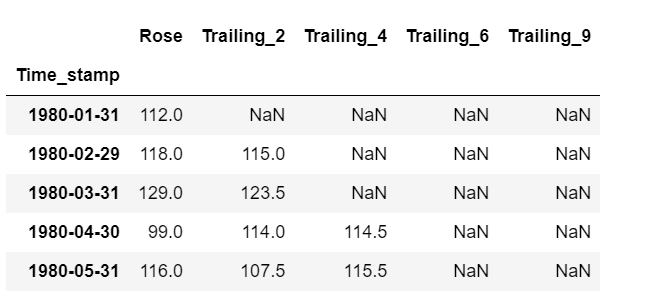 Rose Trailing_2 Trailing_4 Trailing_6 Trailing_9
Time_stamp
1980-01-31 112.0 NaN NaN NaN NaN
1980-02-29 118.0 115.0 NaN NaN NaN
1980-03-31 129.0 123.5 NaN NaN NaN
1980-04-30 99.0 114.0 114.5 NaN NaN
1980-05-31 116.0 107.5 115.5 NaN NaN